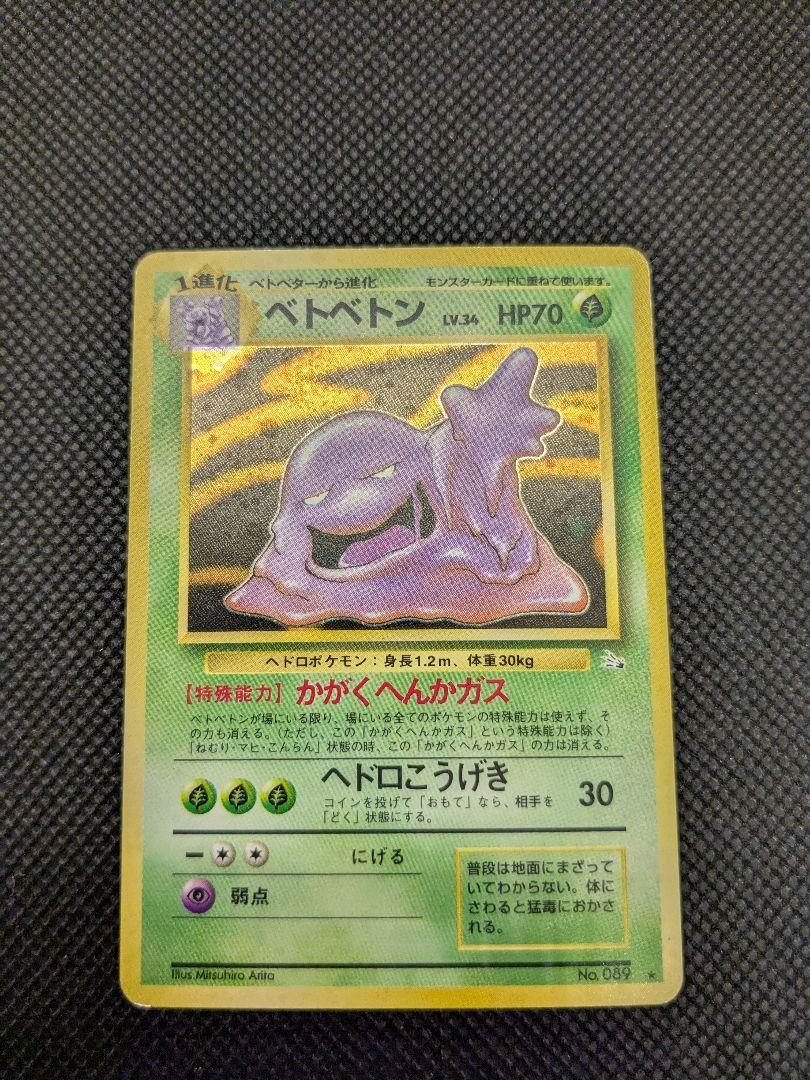 1進化 ベトベターから進化 モンスターカードに重ねて使います。
ベトベトン LV.34 HP70
ヘドロポケモン：身長1.2m、体重30kg
【特殊能力】かがくへんかガス
ベトベトンが場にいる限り、場にいる全てのポケモンの特殊能力は使えず、そ
の力も消える。（ただし、この「かがくへんかガス」という特殊能力は除く）
「ねむり・マヒ・こんらん」状態の時、この「かがくへんかガス」の力は消える。
ヘドロこうげき 30
コインを投げて「おもて」なら、相手を
「どく」状態にする。
ー にげる
弱点
普段は地面にまざって
いてわからない。体に
さわると猛毒におかさ
れる。
Illus. Mitsuhiro Arita No. 089 ★